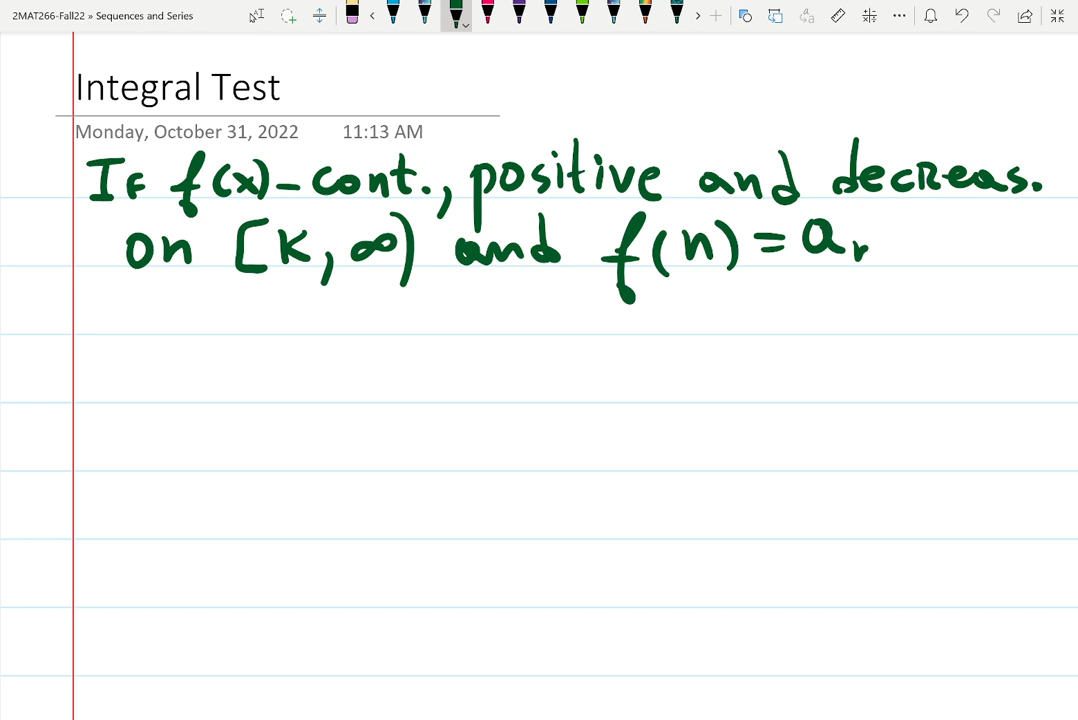 2MAT266-Fall22 » Sequences and Series
Integral Test
Monday, October 31, 2022 11:13 AM
If f(x)-cont., positive and decreas.
on [k, ∞) and f(n) = ar